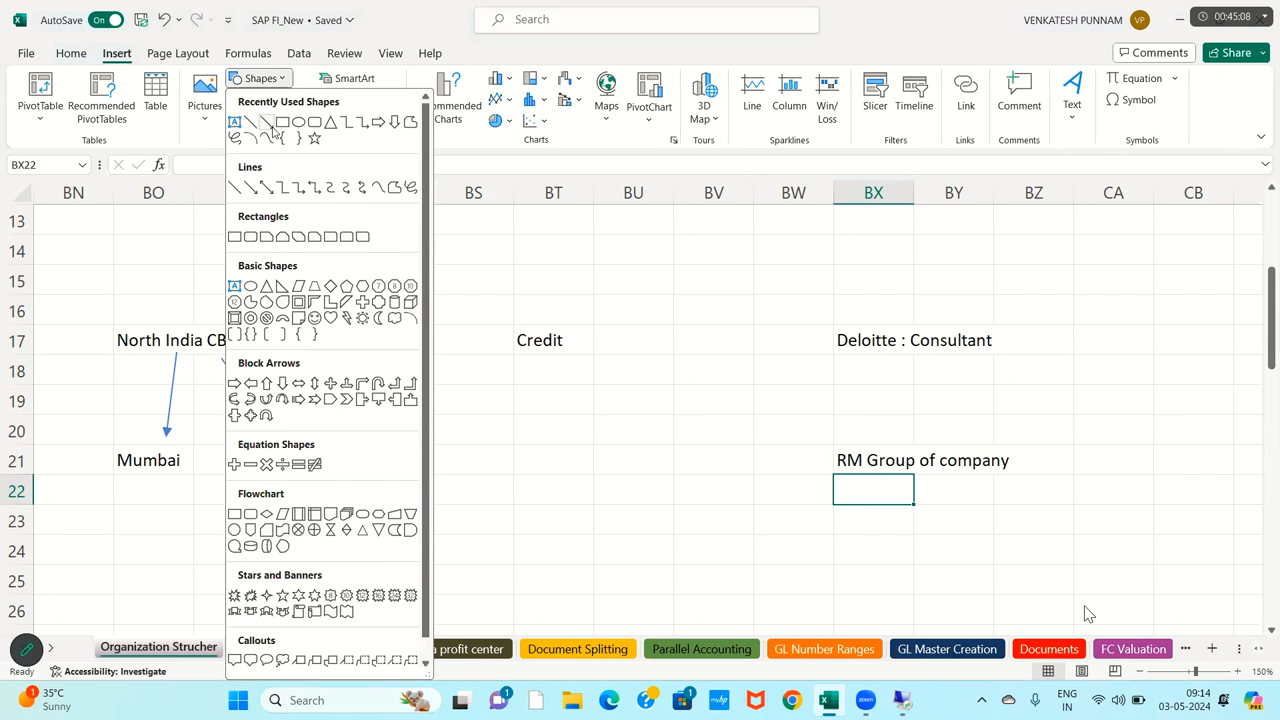 AutoSave On SAP FI_New • Saved Search VENKATESH PUNNAM VP 00:45:08
File Home Insert Page Layout Formulas Data Review View Help Comments Share
Shapes SmartArt Equation
PivotTable Recommended PivotTables Table Pictures Maps PivotChart 3D Map Line Column Win/Loss Slicer Timeline Link Comment Text Symbol
Tables Charts Tours Sparklines Filters Links Comments Symbols
BX22 fx
BN BO BS BT BU BV BW BX BY BZ CA CB
Recently Used Shapes
Lines
Rectangles
Basic Shapes
Block Arrows
Equation Shapes
Flowchart
Stars and Banners
Callouts
13
14
15
16
17 North India CB Credit Deloitte : Consultant
18
19
20
21 Mumbai RM Group of company
22
23
24
25
26
Organization Strucher a profit center Document Splitting Parallel Accounting GL Number Ranges GL Master Creation Documents FC Valuation
Ready Accessibility: Investigate 150%
35°C
Sunny
Search
ENG
IN
09:14
03-05-2024